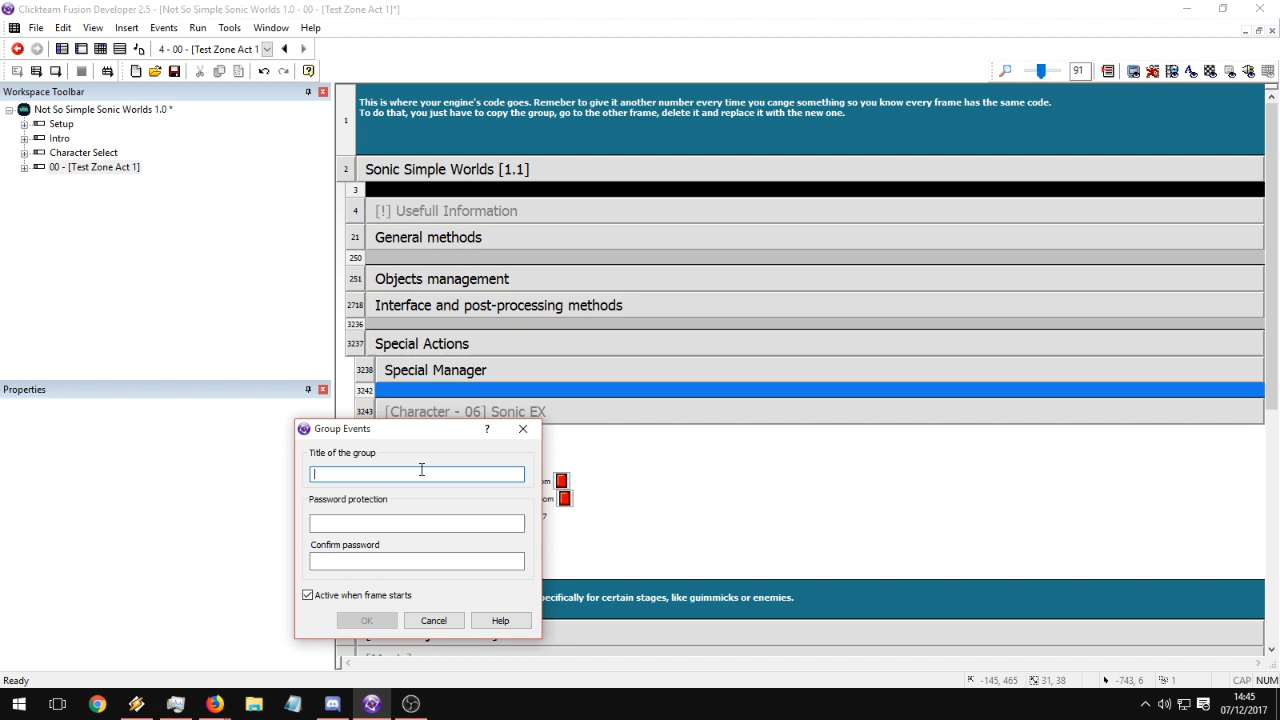 Clickteam Fusion Developer 2.5 - [Not So Simple Sonic Worlds 1.0 - 00 - [Test Zone Act 1]*]
File Edit View Insert Events Run Tools Window Help
4 - 00 - [Test Zone Act 1
91
Workspace Toolbar
Not So Simple Sonic Worlds 1.0 *
Setup
Intro
Character Select
00 - [Test Zone Act 1]
Properties
1 This is where your engine's code goes. Remeber to give it another number every time you cange something so you know every frame has the same code.
To do that, you just have to copy the group, go to the other frame, delete it and replace it with the new one.
2 Sonic Simple Worlds [1.1]
3
4 [!] Usefull Information
21 General methods
250
251 Objects management
2718 Interface and post-processing methods
3236
3237 Special Actions
3238 Special Manager
3242
3243 [Character - 06] Sonic EX
Group Events
Title of the group
Password protection
Confirm password
Active when frame starts
OK Cancel Help
om
om
7
pecifically for certain stages, like guimmicks or enemies.
Ready
-145, 465 31, 38 -743, 6 1 CAP NUM
14:45
07/12/2017